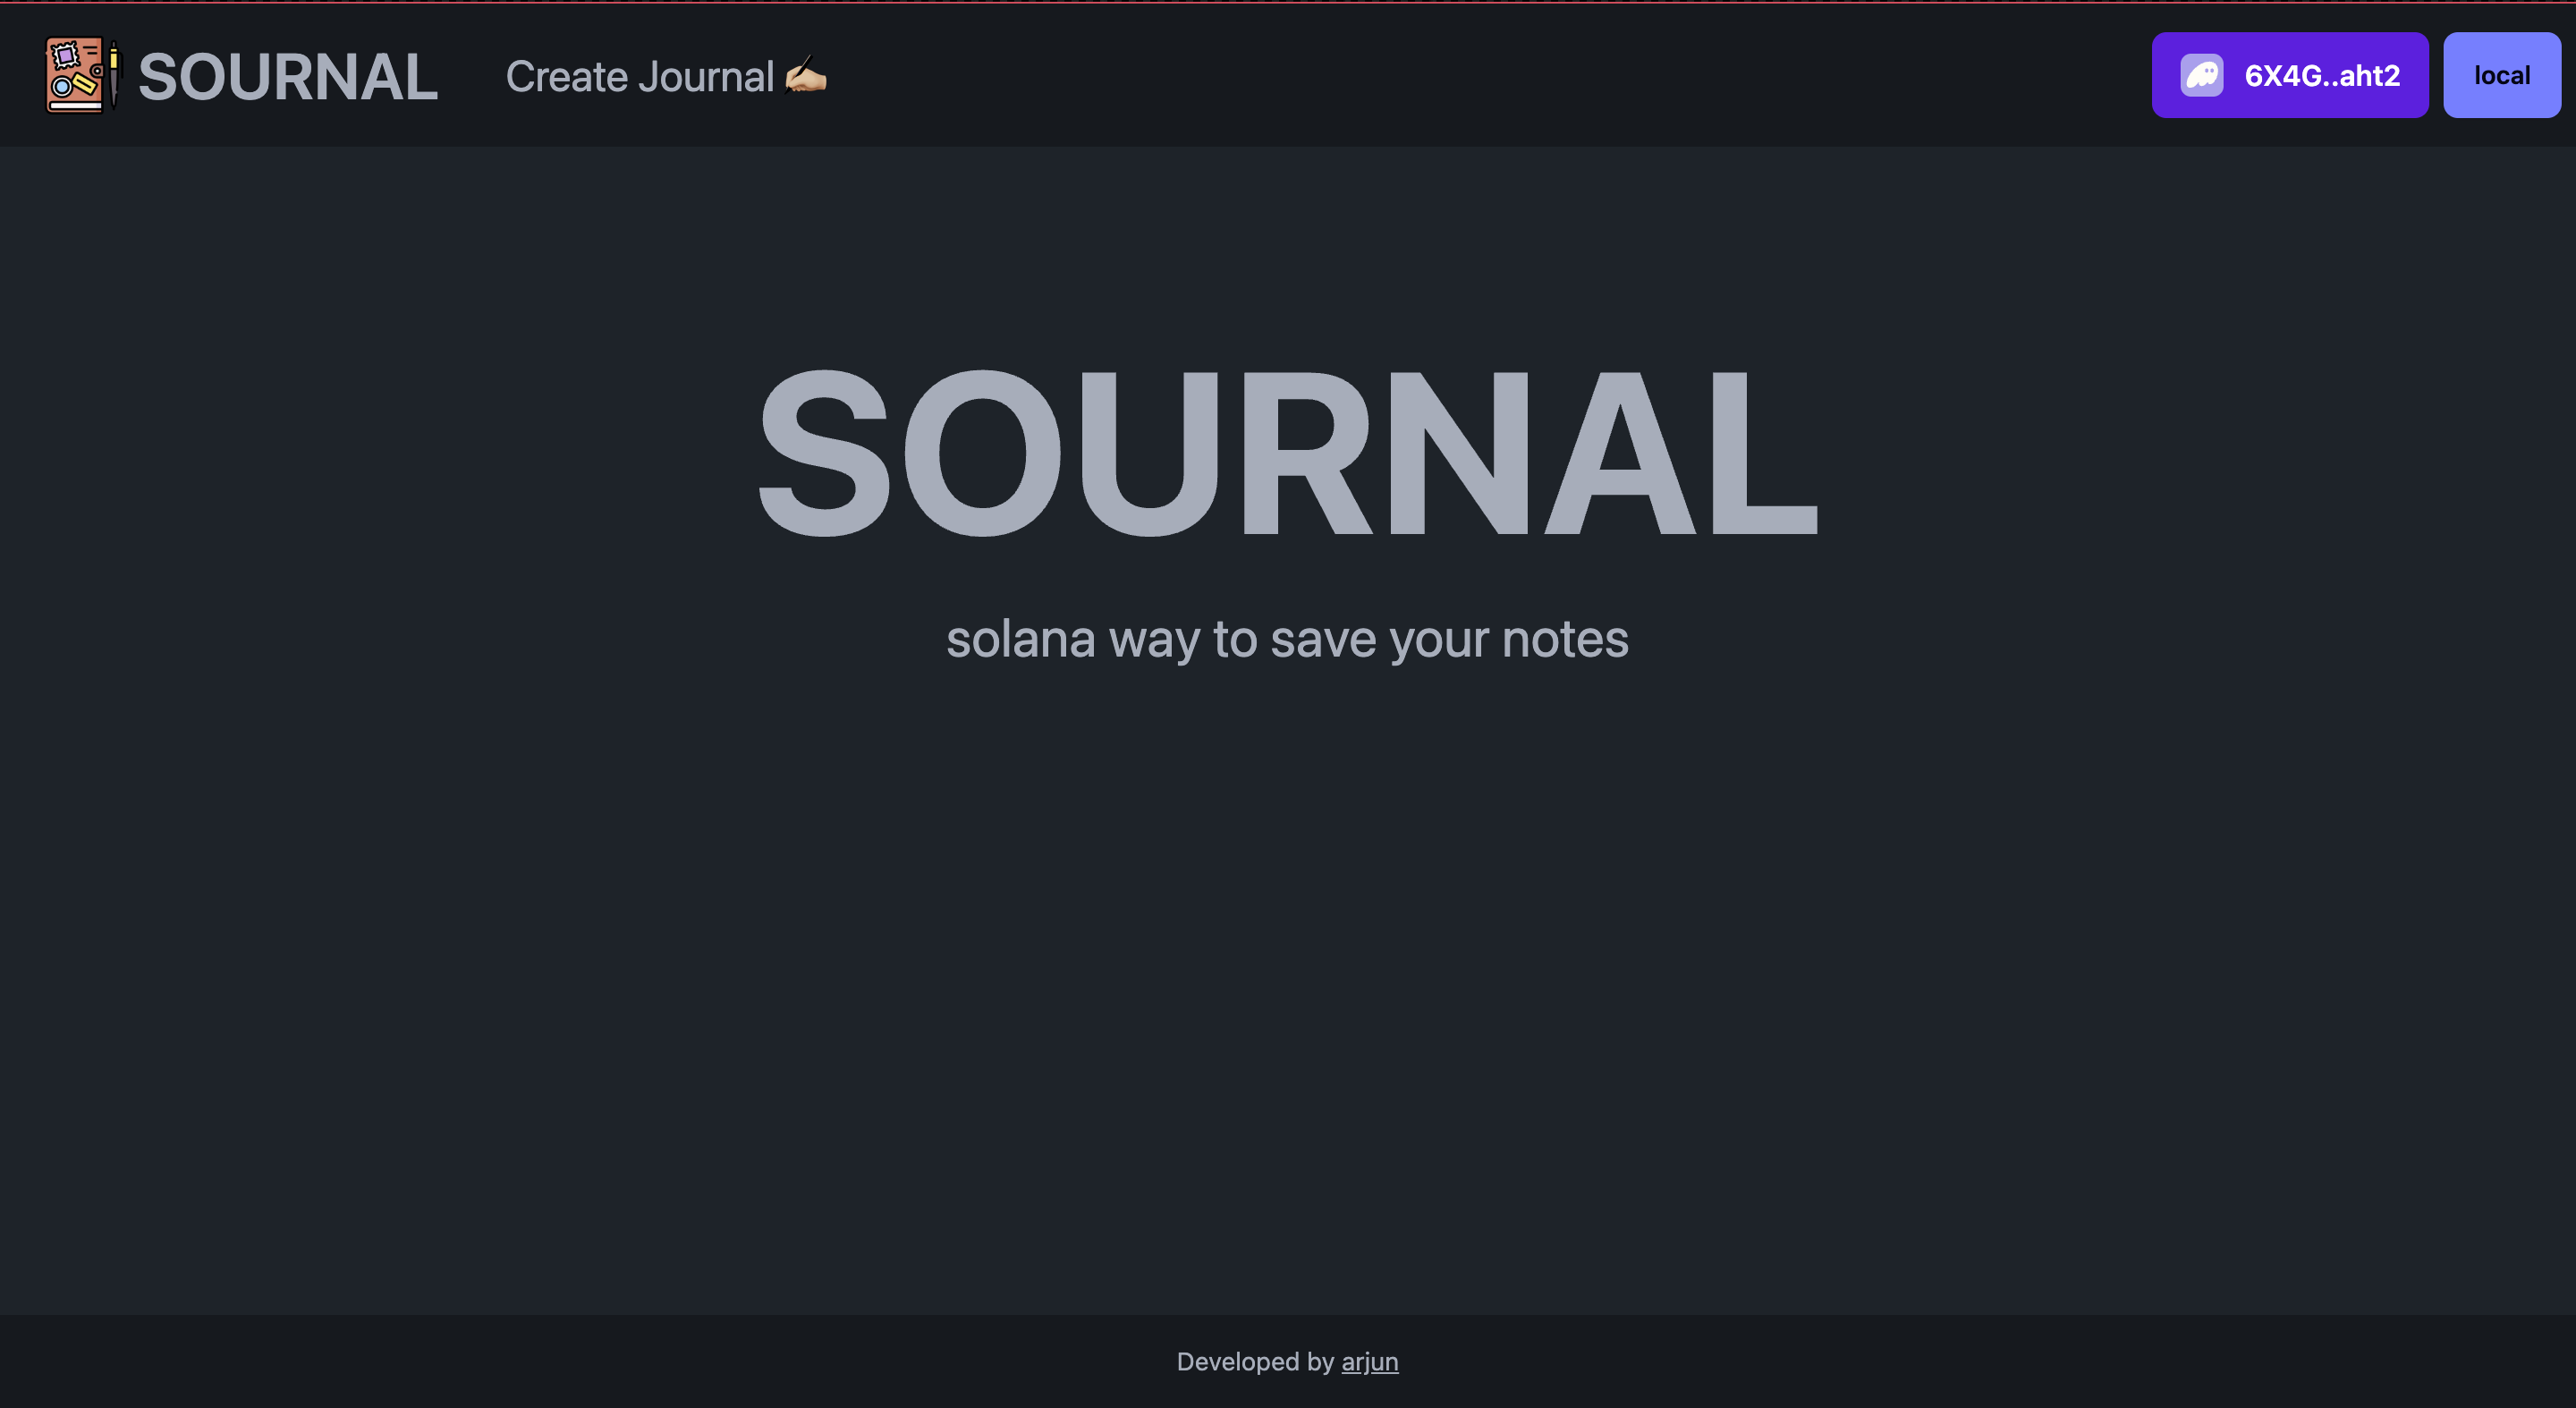 SOURNAL
Create Journal ✍🏼
6X4G..aht2
local
SOURNAL
solana way to save your notes
Developed by arjun